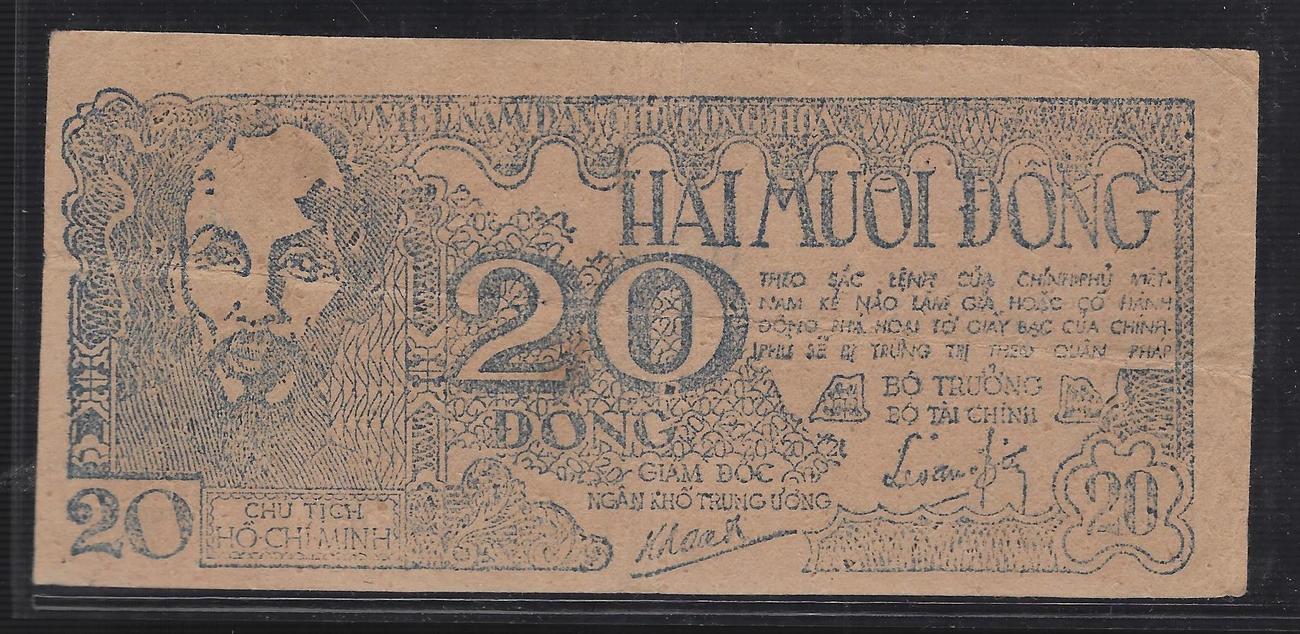 VIỆT NAM DÂN CHỦ CỘNG HÒA
HAI MƯƠI ĐỒNG
20
THEO SẮC LỆNH CỦA CHÍNH PHỦ VIỆT-
NAM KẺ NÀO LÀM GIẢ HOẶC CÓ HÀNH
ĐỘNG PHÁ HOẠI TỜ GIẤY BẠC CỦA CHÍNH-
PHỦ SẼ BỊ TRỪNG TRỊ THEO QUÂN PHÁP
BỘ TRƯỞNG
BỘ TÀI CHÍNH
ĐỒNG
GIÁM ĐỐC
NGÂN KHỐ TRUNG ƯƠNG
20
CHỦ TỊCH
HỒ CHÍ MINH
20